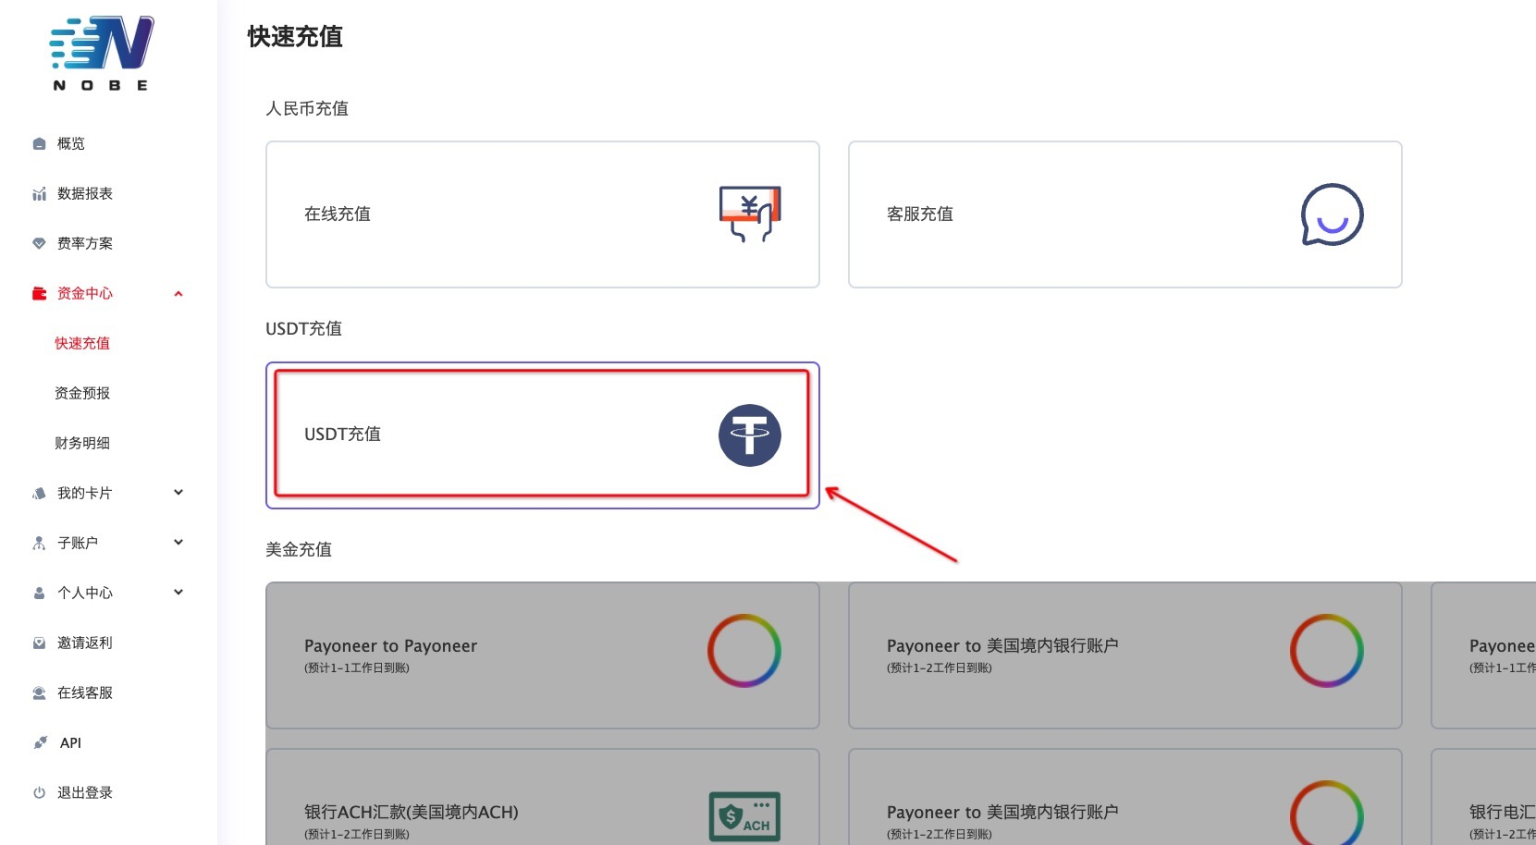 NOBE
概览
数据报表
费率方案
资金中心
快速充值
资金预报
财务明细
我的卡片
子账户
个人中心
邀请返利
在线客服
API
退出登录
快速充值
人民币充值
在线充值
¥
客服充值
USDT充值
USDT充值
美金充值
Payoneer to Payoneer
(预计1-1工作日到账)
Payoneer to 美国境内银行账户
(预计1-2工作日到账)
Payonee
(预计1-1工作
银行ACH汇款(美国境内ACH)
(预计1-2工作日到账)
$ ACH
Payoneer to 美国境内银行账户
(预计1-2工作日到账)
银行电汇
(预计1-2工作